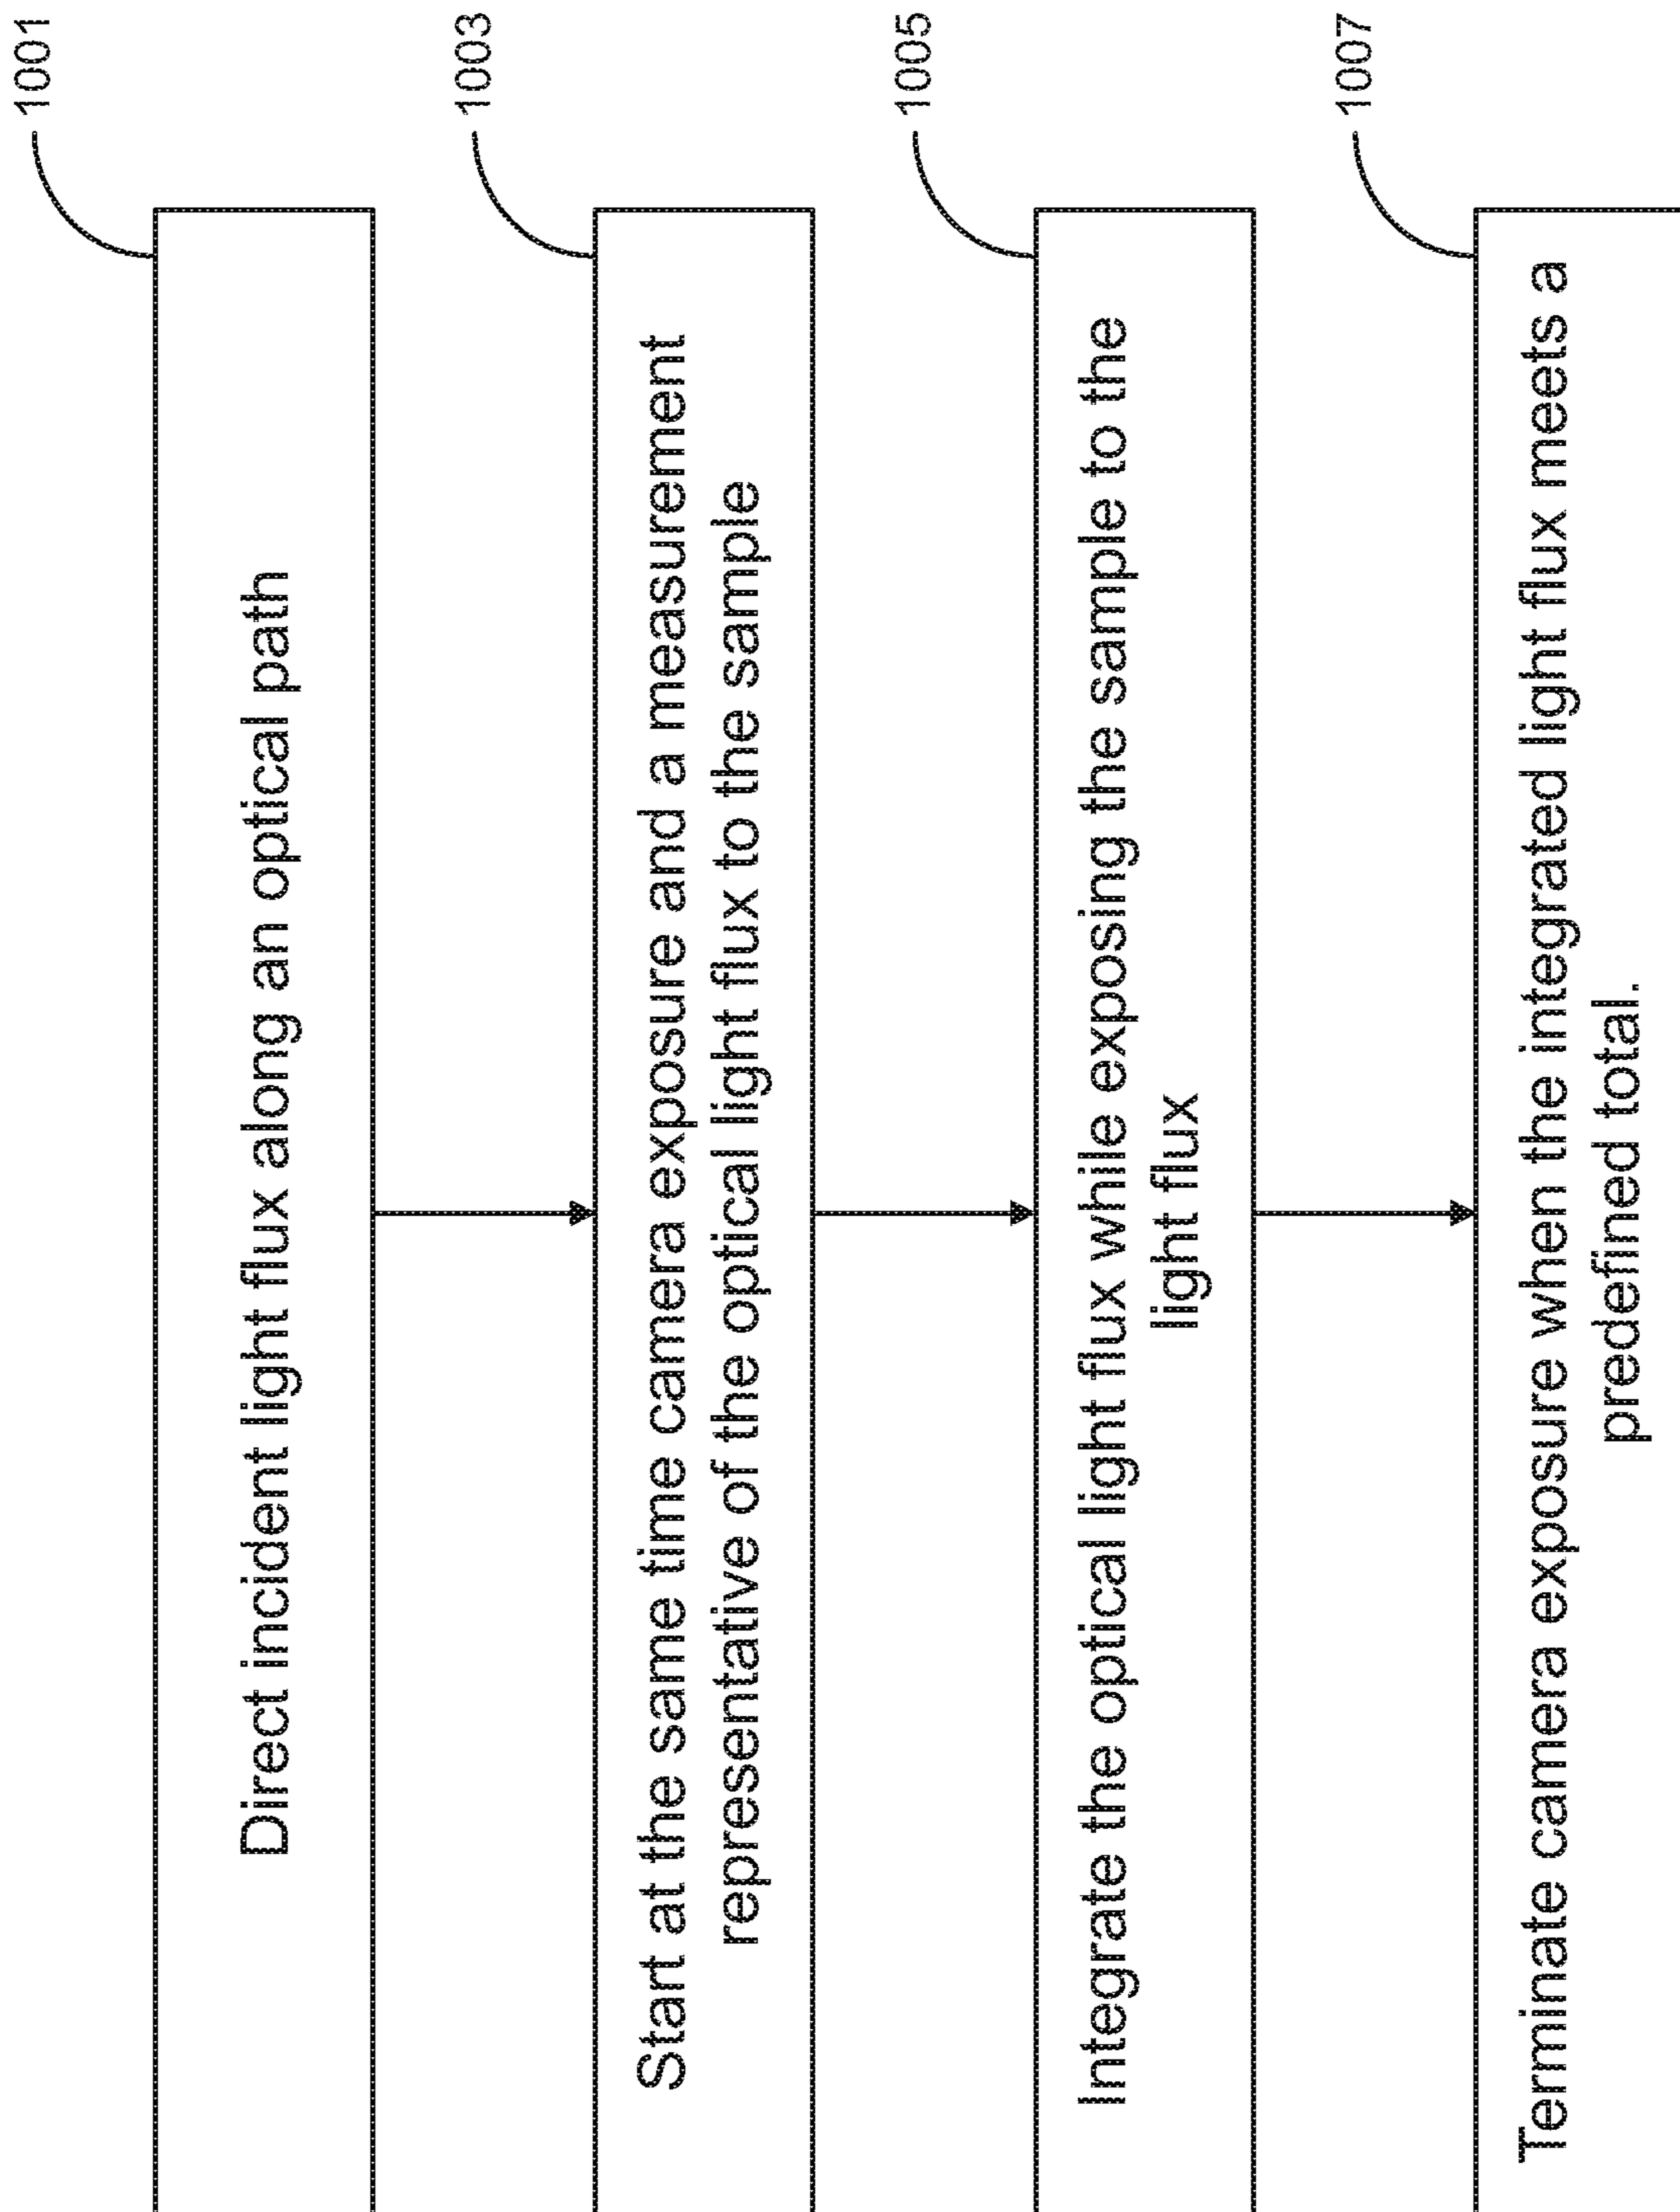 1001
Direct incident light flux along an optical path
1003
Start at the same time camera exposure and a measurement
representative of the optical light flux to the sample
1005
Integrate the optical light flux while exposing the sample to the
light flux
1007
Terminate camera exposure when the integrated light flux meets a
predefined total.